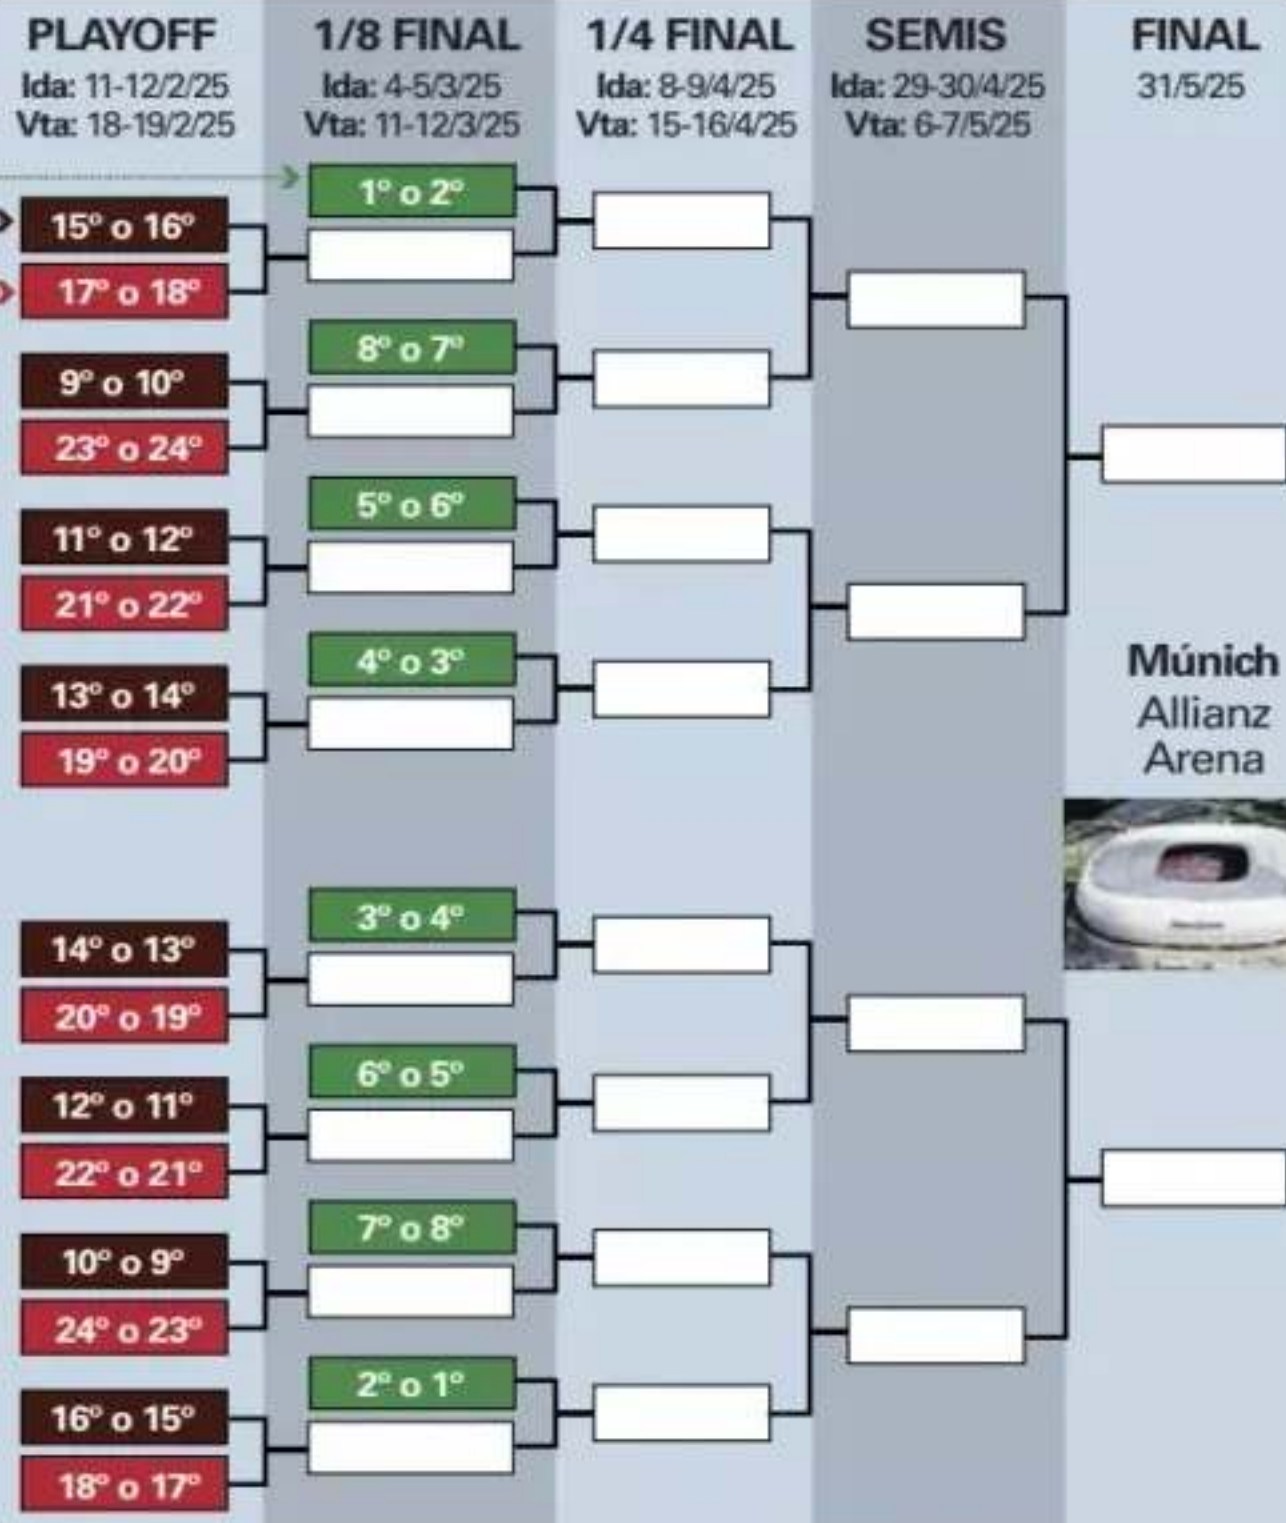 PLAYOFF
Ida: 11-12/2/25
Vta: 18-19/2/25
15º o 16º
17º o 18º
9º o 10º
23º o 24º
11º o 12º
21º o 22º
13º o 14º
19º o 20º
14º o 13º
20º o 19º
12º o 11º
22º o 21º
10º o 9º
24º o 23º
16º o 15º
18º o 17º
1/8 FINAL
Ida: 4-5/3/25
Vta: 11-12/3/25
1º o 2º
8º o 7º
5º o 6º
4º o 3º
3º o 4º
6º o 5º
7º o 8º
2º o 1º
1/4 FINAL
Ida: 8-9/4/25
Vta: 15-16/4/25
SEMIS
Ida: 29-30/4/25
Vta: 6-7/5/25
FINAL
31/5/25
Múnich
Allianz
Arena